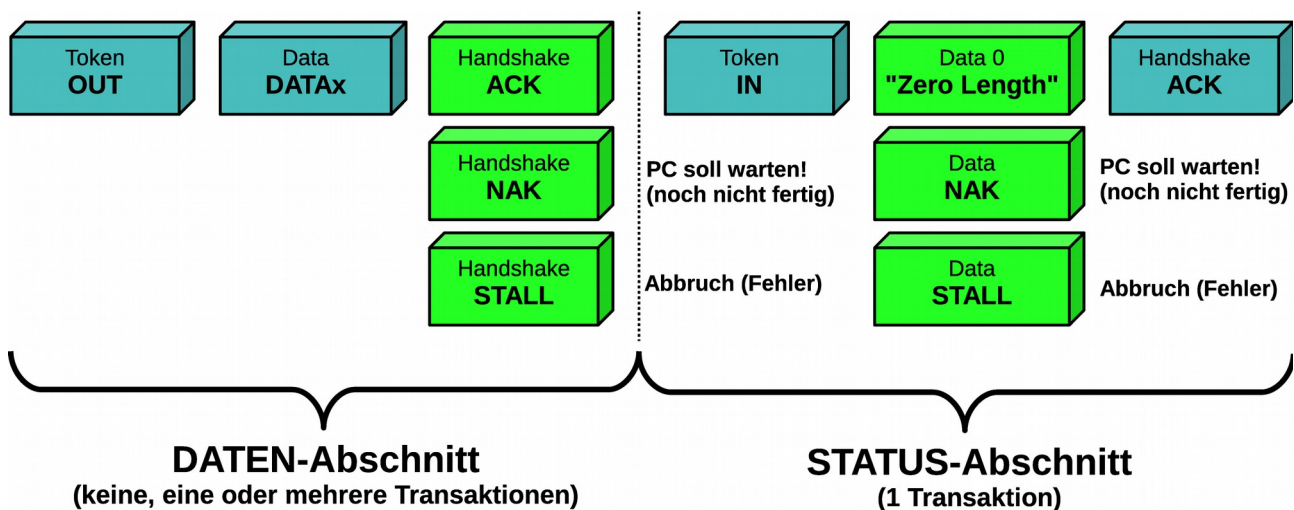 Token
OUT
Data
DATAx
Handshake
ACK
Token
IN
Data 0
"Zero Length"
Handshake
ACK
Handshake
NAK
PC soll warten!
(noch nicht fertig)
Data
NAK
PC soll warten!
(noch nicht fertig)
Handshake
STALL
Abbruch (Fehler)
Data
STALL
Abbruch (Fehler)
DATEN-Abschnitt
(keine, eine oder mehrere Transaktionen)
STATUS-Abschnitt
(1 Transaktion)